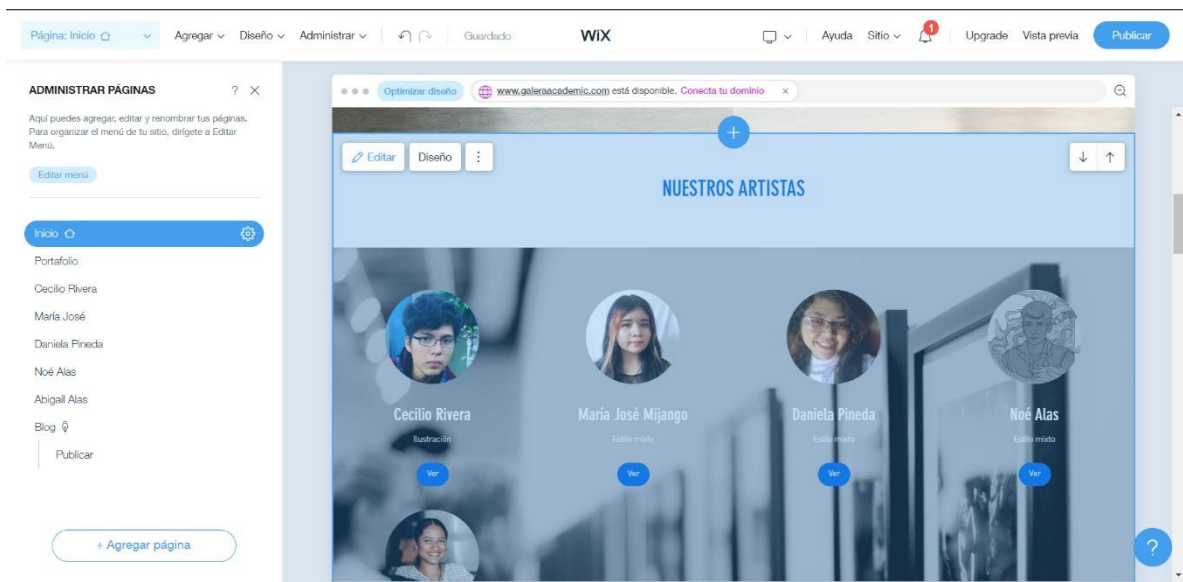 Página: Inicio
Agregar
Diseño
Administrar
Guardado
WiX
Ayuda
Sitio
1
Upgrade
Vista previa
Publicar
ADMINISTRAR PÁGINAS
?
Aquí puedes agregar, editar y renombrar tus páginas.
Para organizar el menú de tu sitio, dirígete a Editar
Menú.
Editar menú
Inicio
Portafolio
Cecilio Rivera
María José
Daniela Pineda
Noé Alas
Abigail Alas
Blog
Publicar
+ Agregar página
Optimizar diseño
www.galeraacademic.com está disponible. Conecta tu dominio
Editar
Diseño
NUESTROS ARTISTAS
Cecilio Rivera
María José Mijango
Daniela Pineda
Noé Alas
Ilustración
Estilo mixto
Estilo mixto
Estilo mixto
Ver
Ver
Ver
Ver
?